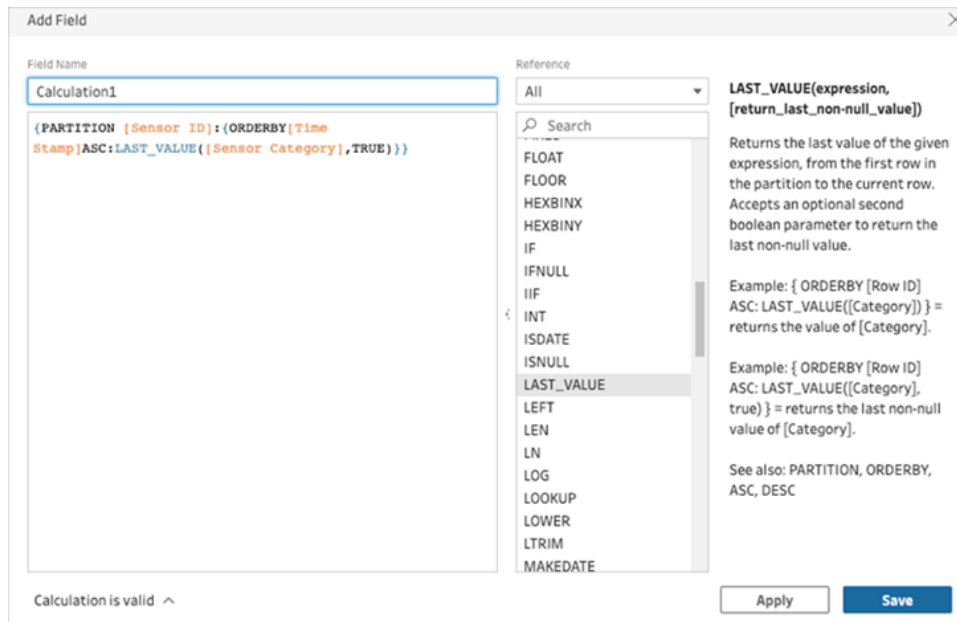 Add Field
Field Name
Calculation1
{PARTITION [Sensor ID]:{ORDERBY[Time
Stamp]ASC:LAST_VALUE([Sensor Category],TRUE)}}
Reference
All
Search
FLOAT
FLOOR
HEXBINX
HEXBINY
IF
IFNULL
IIF
INT
ISDATE
ISNULL
LAST_VALUE
LEFT
LEN
LN
LOG
LOOKUP
LOWER
LTRIM
MAKEDATE
LAST_VALUE(expression,
[return_last_non-null_value])
Returns the last value of the given
expression, from the first row in
the partition to the current row.
Accepts an optional second
boolean parameter to return the
last non-null value.
Example: { ORDERBY [Row ID]
ASC: LAST_VALUE([Category]) } =
returns the value of [Category].
Example: { ORDERBY [Row ID]
ASC: LAST_VALUE([Category],
true) } = returns the last non-null
value of [Category].
See also: PARTITION, ORDERBY,
ASC, DESC
Calculation is valid
Apply
Save